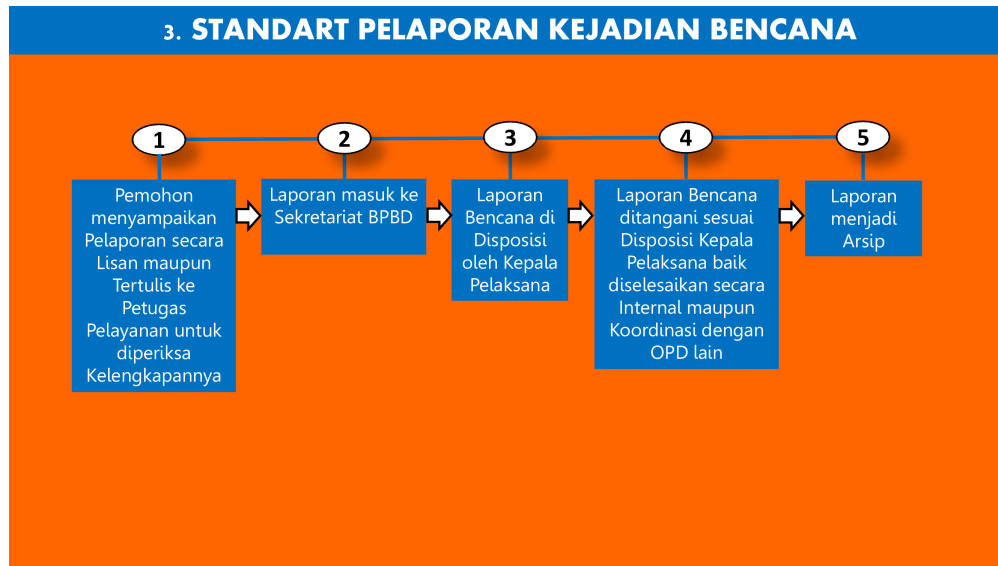 3. STANDART PELAPORAN KEJADIAN BENCANA
1
Pemohon
menyampaikan
Pelaporan secara
Lisan maupun
Tertulis ke
Petugas
Pelayanan untuk
diperiksa
Kelengkapannya
2
Laporan masuk ke
Sekretariat BPBD
3
Laporan
Bencana di
Disposisi
oleh Kepala
Pelaksana
4
Laporan Bencana
ditangani sesuai
Disposisi Kepala
Pelaksana baik
diselesaikan secara
Internal maupun
Koordinasi dengan
OPD lain
5
Laporan
menjadi
Arsip